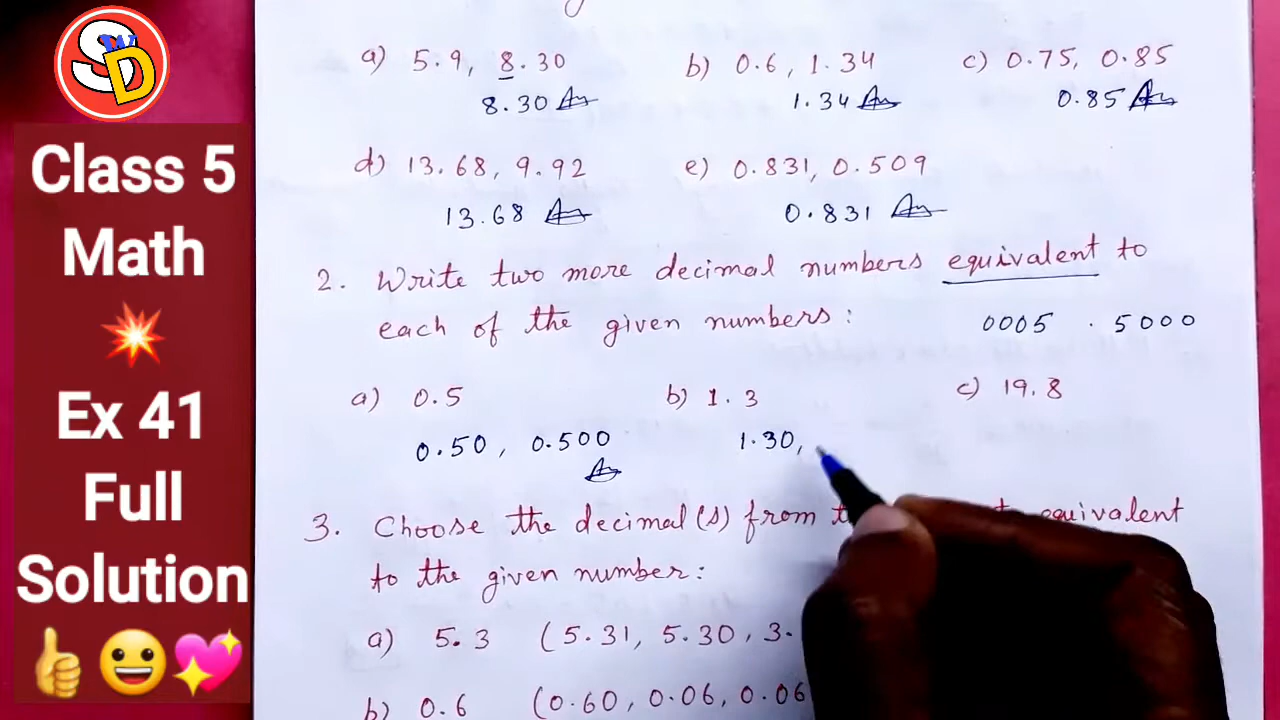 SWD
Class 5
Math
Ex 41
Full
Solution
a) 5.9, 8.30
8.30 Ans
b) 0.6, 1.34
1.34 Ans
c) 0.75, 0.85
0.85 Ans
d) 13.68, 9.92
13.68 Ans
e) 0.831, 0.509
0.831 Ans
2. Write two more decimal numbers equivalent to
each of the given numbers:
0005 . 5000
a) 0.5
0.50, 0.500
Ans
b) 1.3
1.30,
c) 19.8
3. Choose the decimal(s) from equivalent
to the given number:
a) 5.3 (5.31, 5.30, 3.
b) 0.6 (0.60, 0.06, 0.06